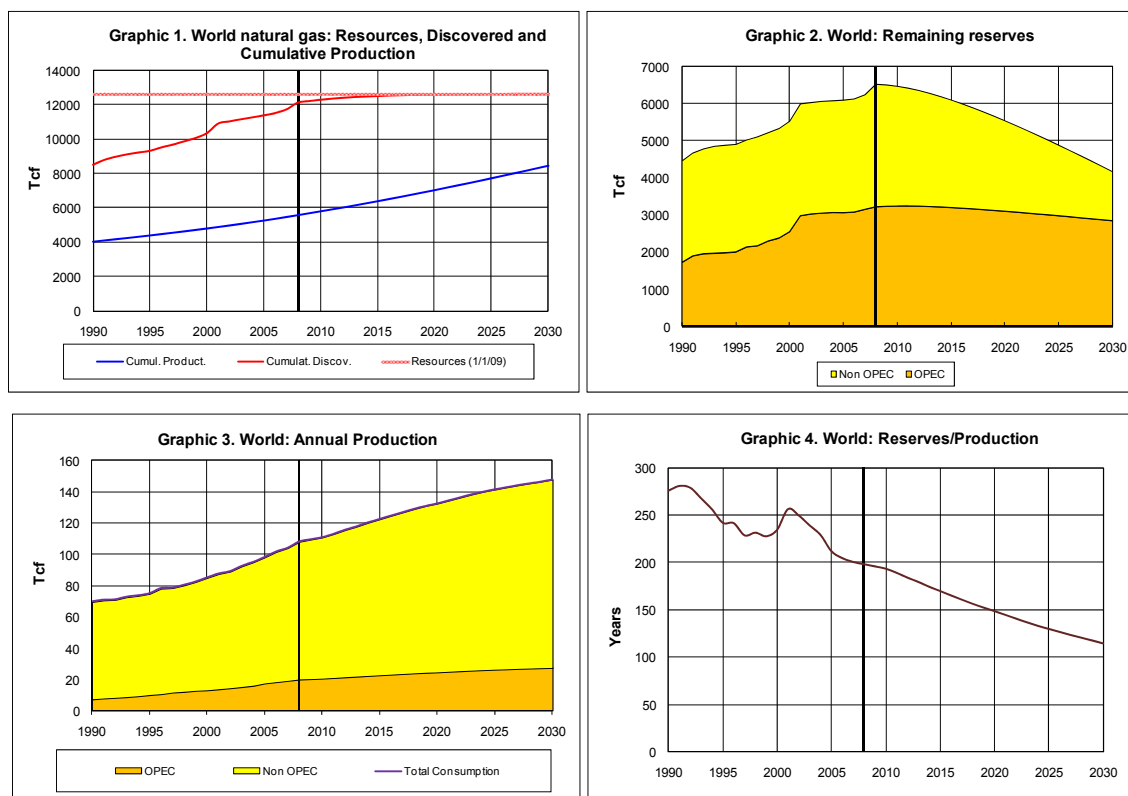 Graphic 1. World natural gas: Resources, Discovered and
Cumulative Production
Tcf
14000
12000
10000
8000
6000
4000
2000
0
1990 1995 2000 2005 2010 2015 2020 2025 2030
Cumul. Product. Cumulat. Discov. Resources (1/1/09)
Graphic 2. World: Remaining reserves
Tcf
7000
6000
5000
4000
3000
2000
1000
0
1990 1995 2000 2005 2010 2015 2020 2025 2030
Non OPEC OPEC
Graphic 3. World: Annual Production
Tcf
160
140
120
100
80
60
40
20
0
1990 1995 2000 2005 2010 2015 2020 2025 2030
OPEC Non OPEC Total Consumption
Graphic 4. World: Reserves/Production
Years
300
250
200
150
100
50
0
1990 1995 2000 2005 2010 2015 2020 2025 2030